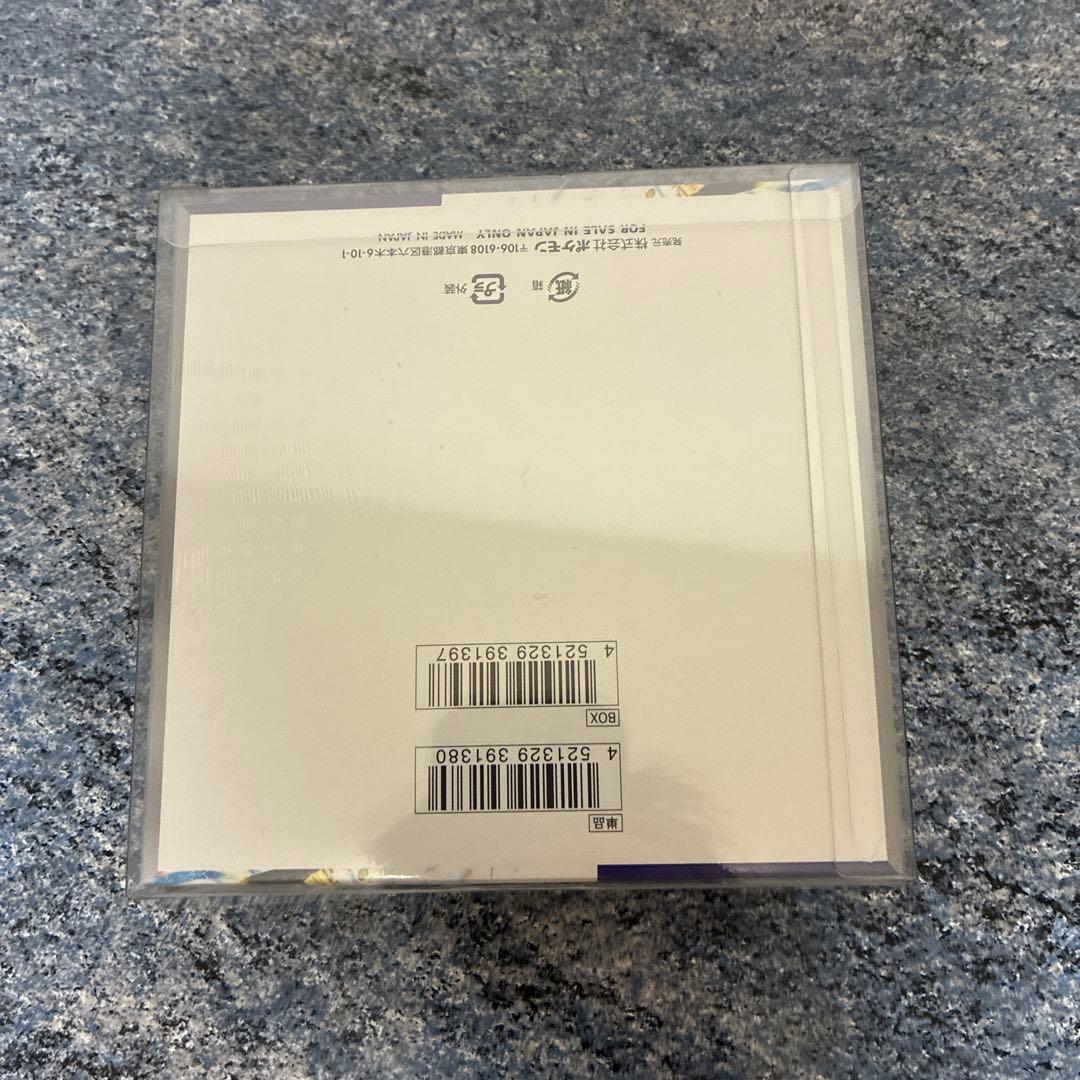 単品
4 521329 391380
BOX
4 521329 391397
紙 箱 プラ 外装
発売元 株式会社 ポケモン 〒106-6108 東京都港区六本木6-10-1
FOR SALE IN JAPAN ONLY MADE IN JAPAN